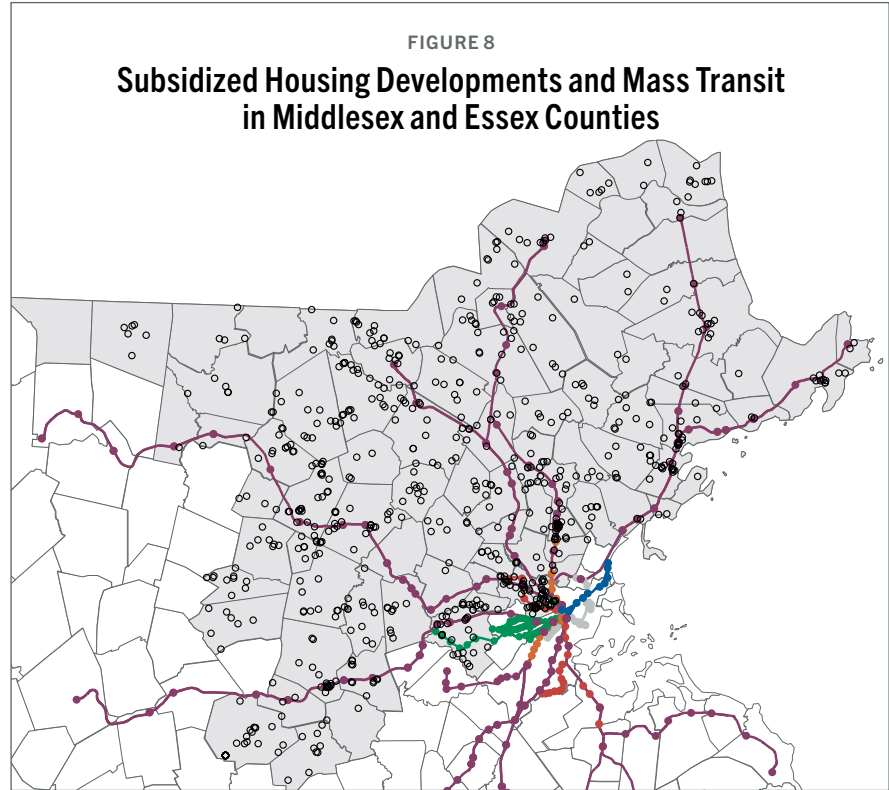 FIGURE 8
Subsidized Housing Developments and Mass Transit
in Middlesex and Essex Counties